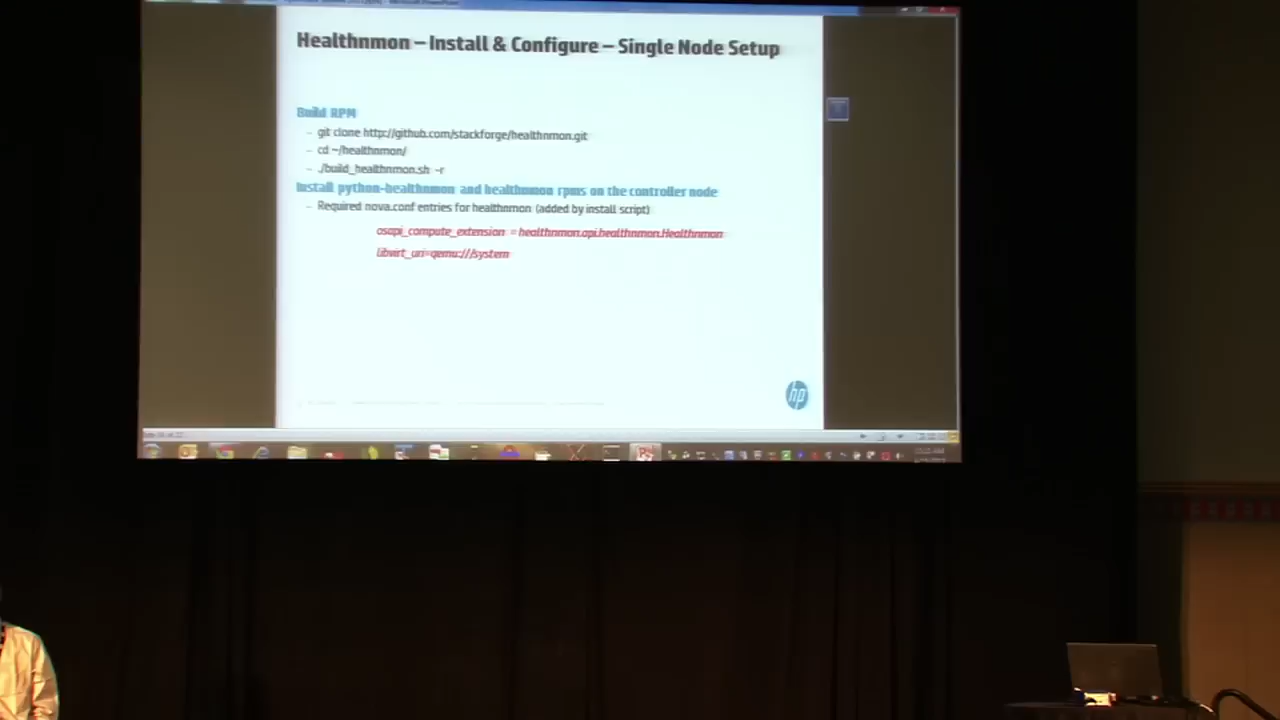 Healthnmon – Install & Configure – Single Node Setup
Build RPM
– git clone http://github.com/stackforge/healthnmon.git
– cd ~/healthnmon/
– ./build_healthnmon.sh -r
Install python-healthnmon and healthnmon rpms on the controller node
– Required nova.conf entries for healthnmon (added by install script)
osapi_compute_extension = healthnmon.api.healthnmon.Healthnmon
libvirt_uri=qemu:///system
hp